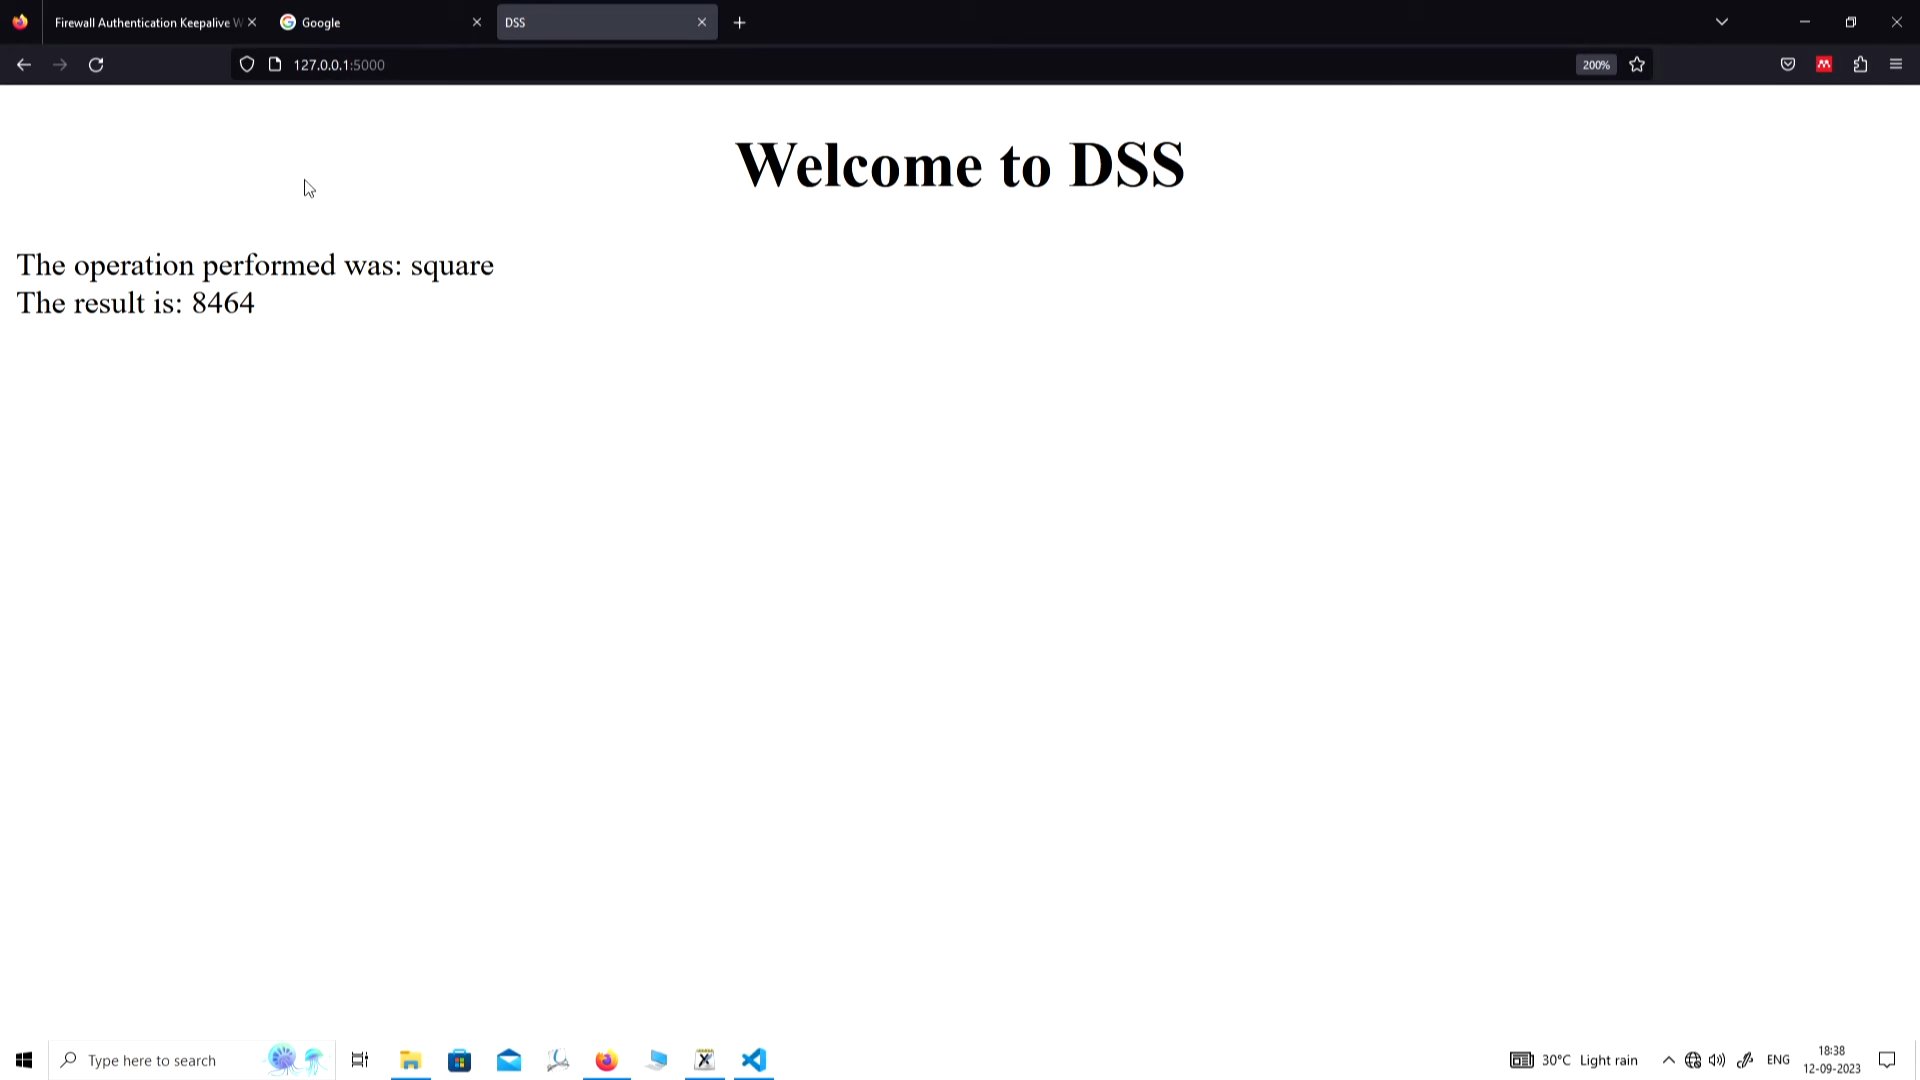 Firewall Authentication Keepalive W
Google
DSS
127.0.0.1:5000
200%
Welcome to DSS
The operation performed was: square
The result is: 8464
Type here to search
30°C Light rain
ENG
18:38
12-09-2023